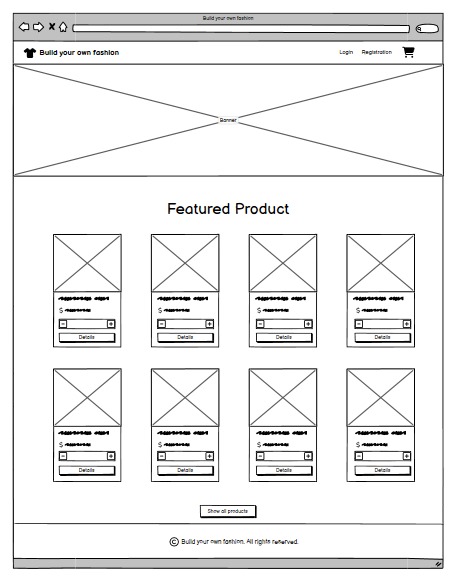 Build your own fashion
Build your own fashion
Login Registration
Banner
Featured Product
$ $ $ $
- + - + - + - +
Details Details Details Details
$ $ $ $
- + - + - + - +
Details Details Details Details
Show all products
© Build your own fashion. All rights reserved.